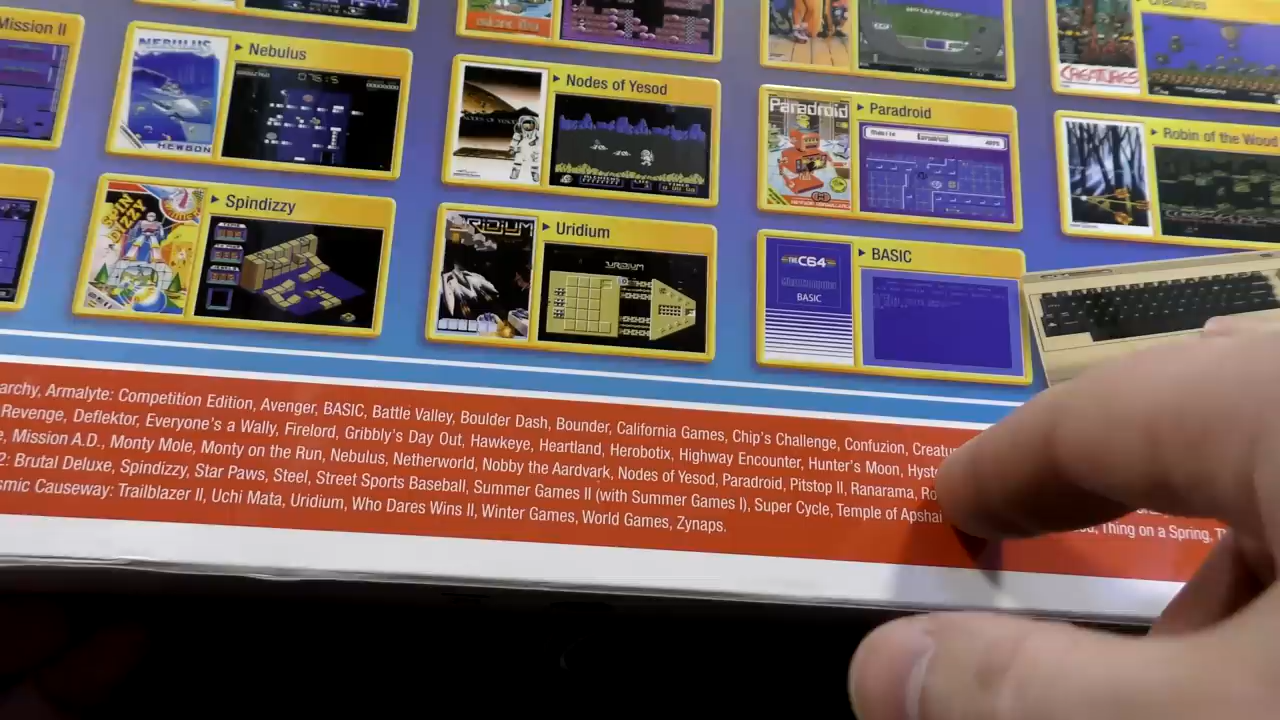 Mission II
NEBULUS
HEWSON
Nebulus
Nodes of Yesod
Paradroid
Paradroid
CREATURES
Creatures
Robin of the Wood
Spindizzy
URIDIUM
Uridium
URIDIUM
THE C64
BASIC
BASIC
archy, Armalyte: Competition Edition, Avenger, BASIC, Battle Valley, Boulder Dash, Bounder, California Games, Chip's Challenge, Confuzion, Creatu
Revenge, Deflektor, Everyone's a Wally, Firelord, Gribbly's Day Out, Hawkeye, Heartland, Herobotix, Highway Encounter, Hunter's Moon, Hyste
e, Mission A.D., Monty Mole, Monty on the Run, Nebulus, Netherworld, Nobby the Aardvark, Nodes of Yesod, Paradroid, Pitstop II, Ranarama, Ro
2: Brutal Deluxe, Spindizzy, Star Paws, Steel, Street Sports Baseball, Summer Games II (with Summer Games I), Super Cycle, Temple of Apshai
Thing on a Spring, T
smic Causeway: Trailblazer II, Uchi Mata, Uridium, Who Dares Wins II, Winter Games, World Games, Zynaps.